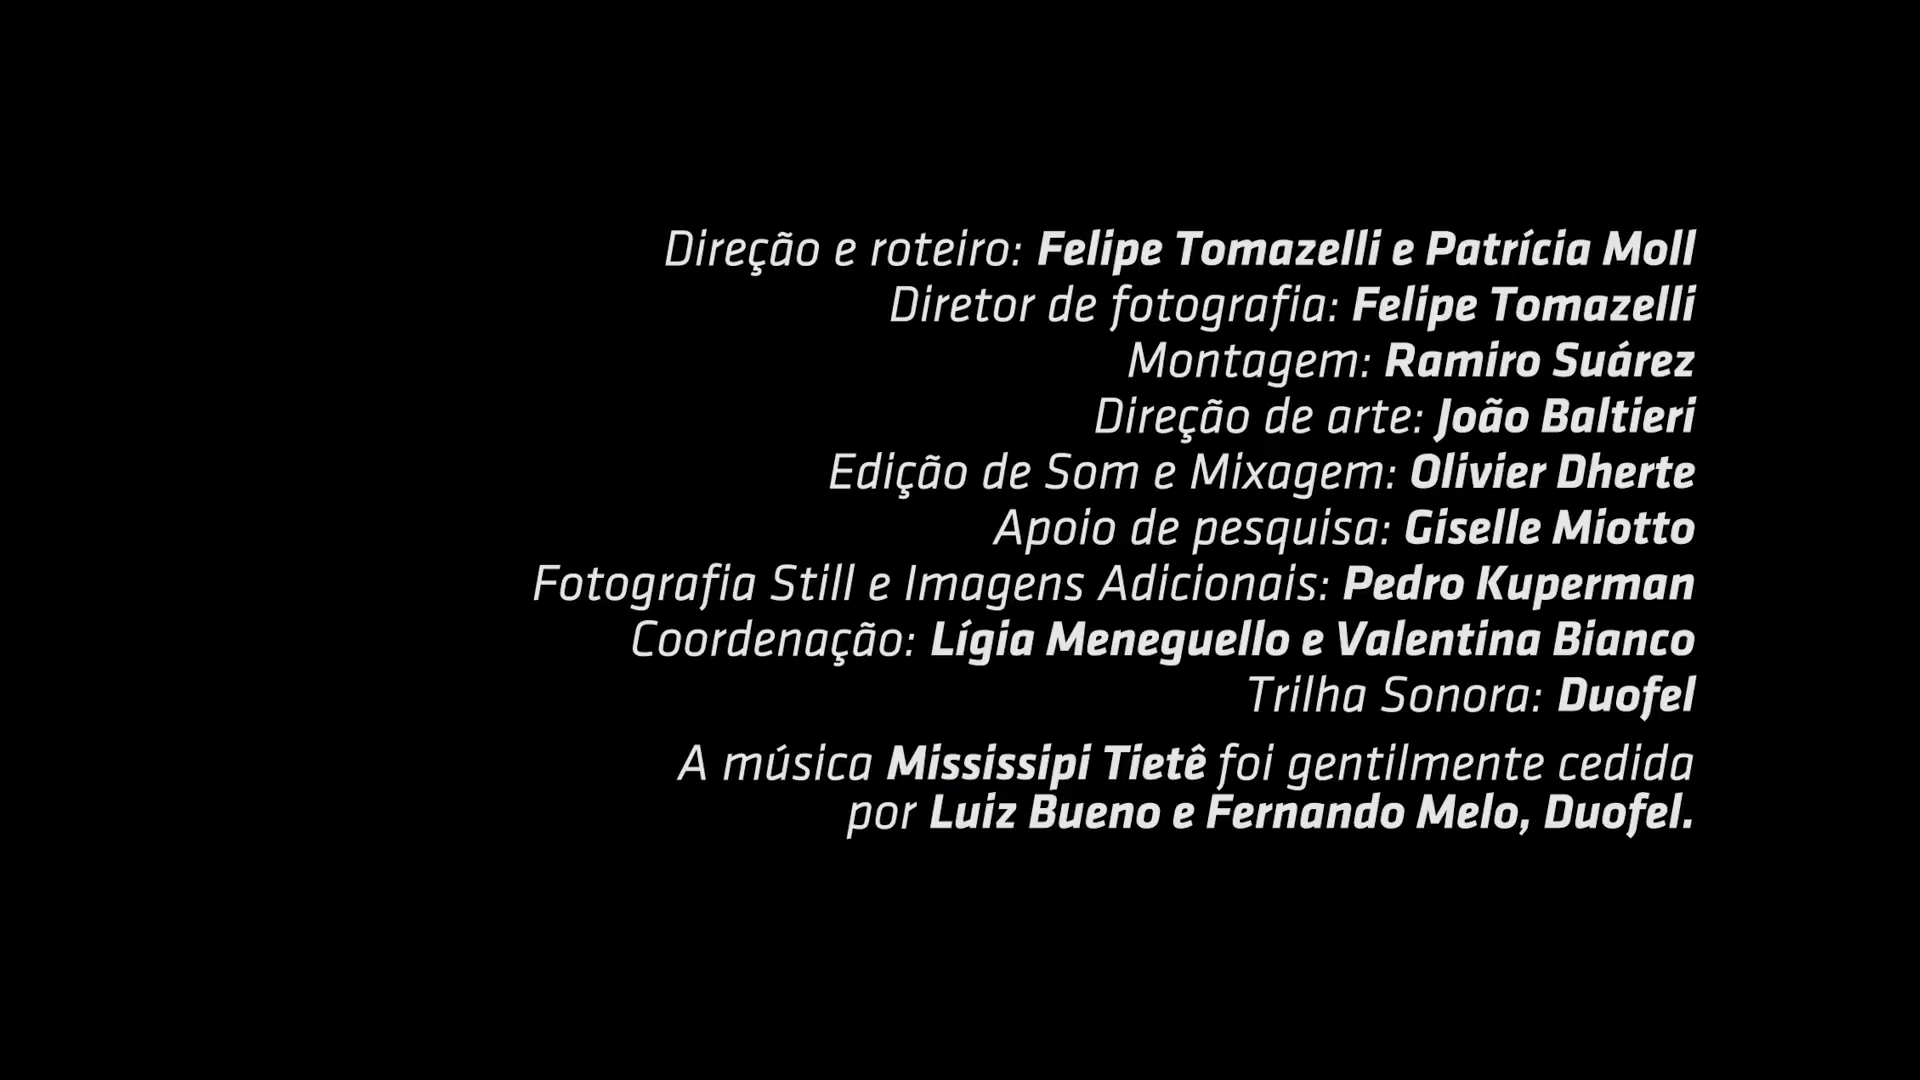 Direção e roteiro: Felipe Tomazelli e Patrícia Moll
Diretor de fotografia: Felipe Tomazelli
Montagem: Ramiro Suárez
Direção de arte: João Baltieri
Edição de Som e Mixagem: Olivier Dherte
Apoio de pesquisa: Giselle Miotto
Fotografia Still e Imagens Adicionais: Pedro Kuperman
Coordenação: Lígia Meneguello e Valentina Bianco
Trilha Sonora: Duofel
A música Mississipi Tietê foi gentilmente cedida
por Luiz Bueno e Fernando Melo, Duofel.